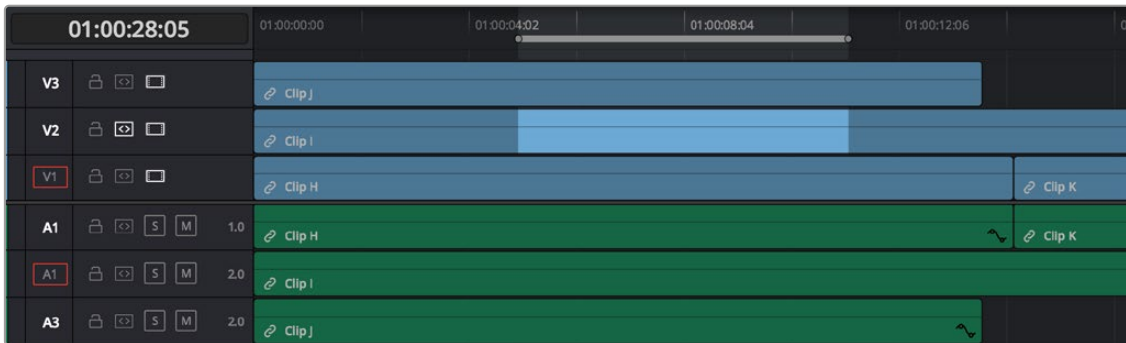 01:00:28:05 01:00:00:00 01:00:04:02 01:00:08:04 01:00:12:06
V3 Clip J
V2 Clip I
V1 Clip H Clip K
A1 S M 1.0 Clip H Clip K
A1 S M 2.0 Clip I
A3 S M 2.0 Clip J